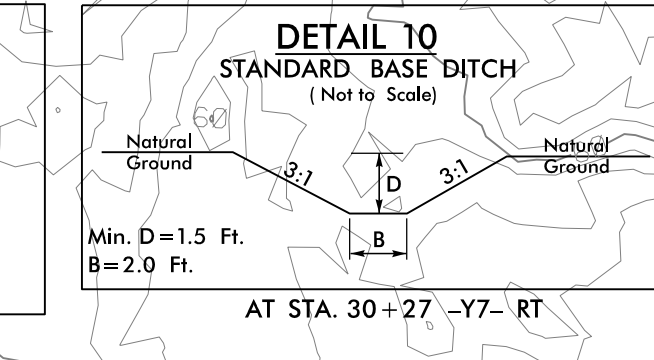 DETAIL 10
STANDARD BASE DITCH
( Not to Scale)
Natural
Ground
3:1
D
3:1
Natural
Ground
B
Min. D=1.5 Ft.
B=2.0 Ft.
60
AT STA. 30+27 -Y7- RT